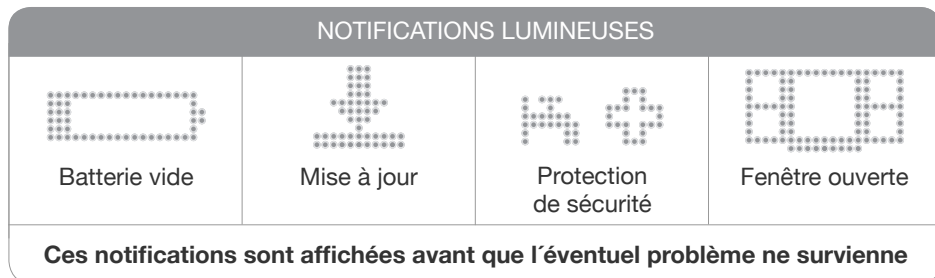 NOTIFICATIONS LUMINEUSES
Batterie vide
Mise à jour
Protection
de sécurité
Fenêtre ouverte
Ces notifications sont affichées avant que l´éventuel problème ne survienne